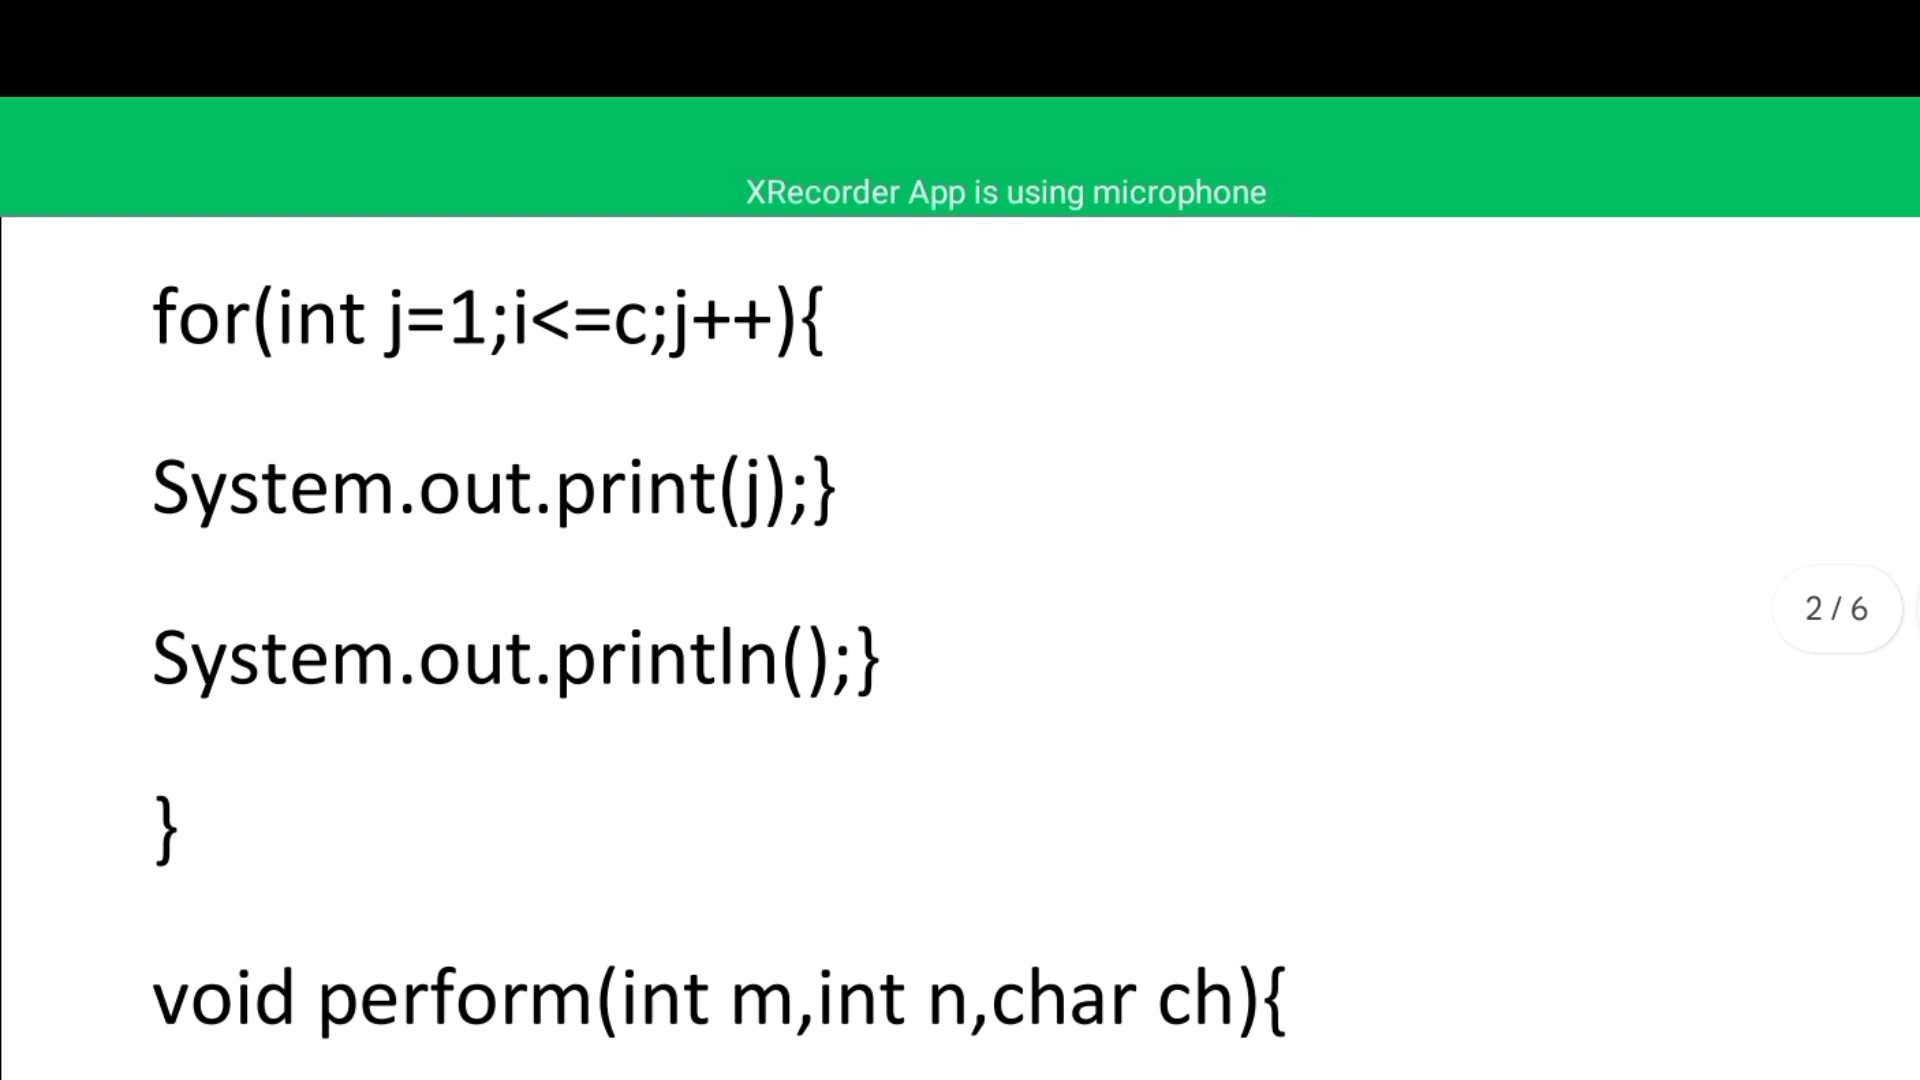 XRecorder App is using microphone
for(int j=1;i<=c;j++){
System.out.print(j);}
System.out.println();}
2 / 6
}
void perform(int m,int n,char ch){